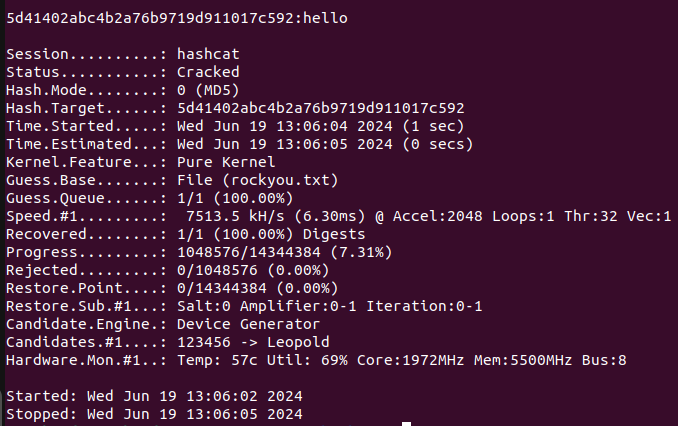 5d41402abc4b2a76b9719d911017c592:hello
Session..........: hashcat
Status...........: Cracked
Hash.Mode........: 0 (MD5)
Hash.Target......: 5d41402abc4b2a76b9719d911017c592
Time.Started.....: Wed Jun 19 13:06:04 2024 (1 sec)
Time.Estimated...: Wed Jun 19 13:06:05 2024 (0 secs)
Kernel.Feature...: Pure Kernel
Guess.Base.......: File (rockyou.txt)
Guess.Queue......: 1/1 (100.00%)
Speed.#1.........:  7513.5 kH/s (6.30ms) @ Accel:2048 Loops:1 Thr:32 Vec:1
Recovered........: 1/1 (100.00%) Digests
Progress.........: 1048576/14344384 (7.31%)
Rejected.........: 0/1048576 (0.00%)
Restore.Point....: 0/14344384 (0.00%)
Restore.Sub.#1...: Salt:0 Amplifier:0-1 Iteration:0-1
Candidate.Engine.: Device Generator
Candidates.#1....: 123456 -> Leopold
Hardware.Mon.#1..: Temp: 57c Util: 69% Core:1972MHz Mem:5500MHz Bus:8
Started: Wed Jun 19 13:06:02 2024
Stopped: Wed Jun 19 13:06:05 2024